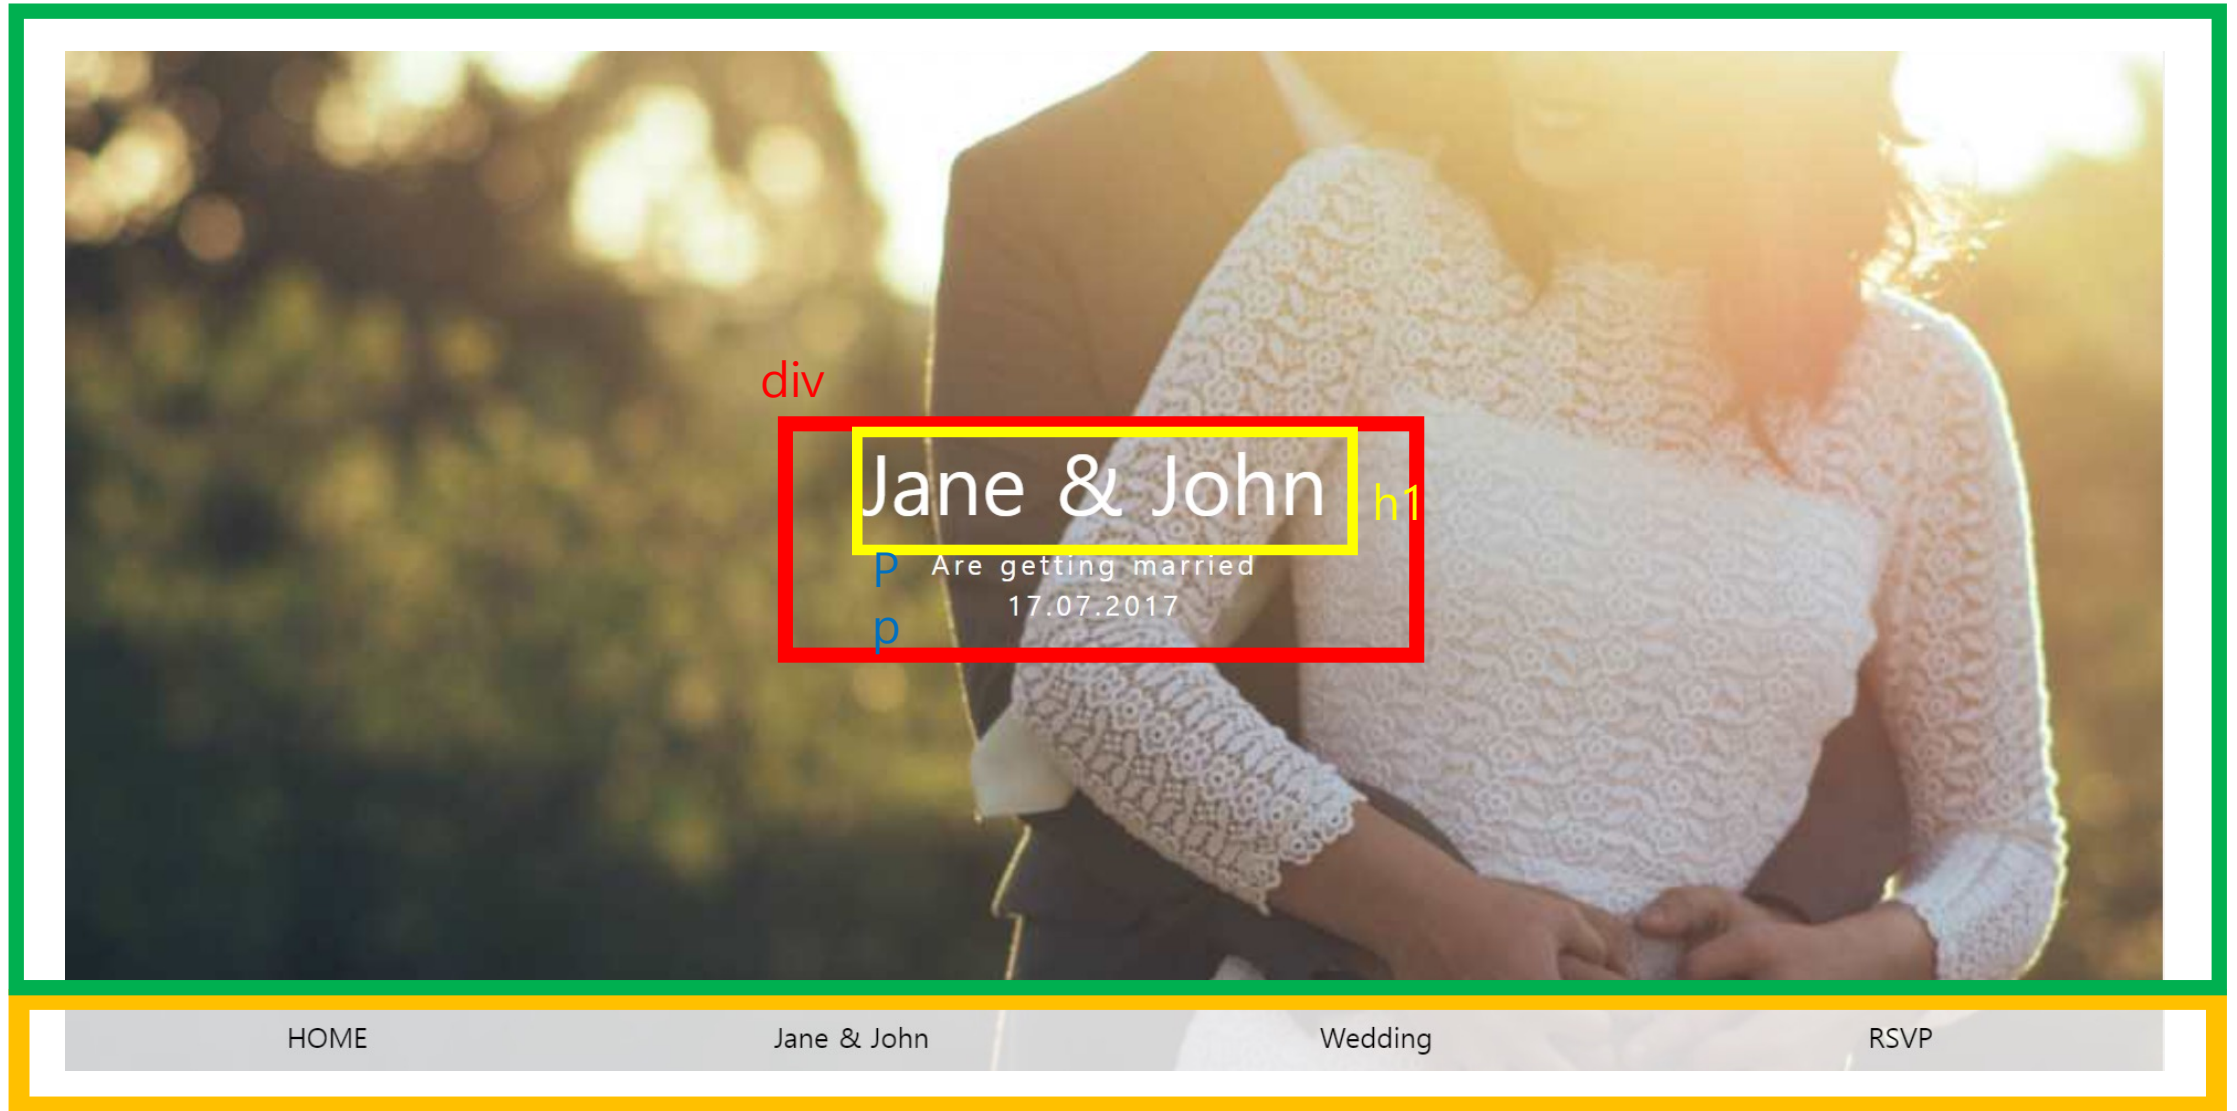 div
Jane & John
h1
P Are getting married
17.07.2017
p
HOME Jane & John Wedding RSVP